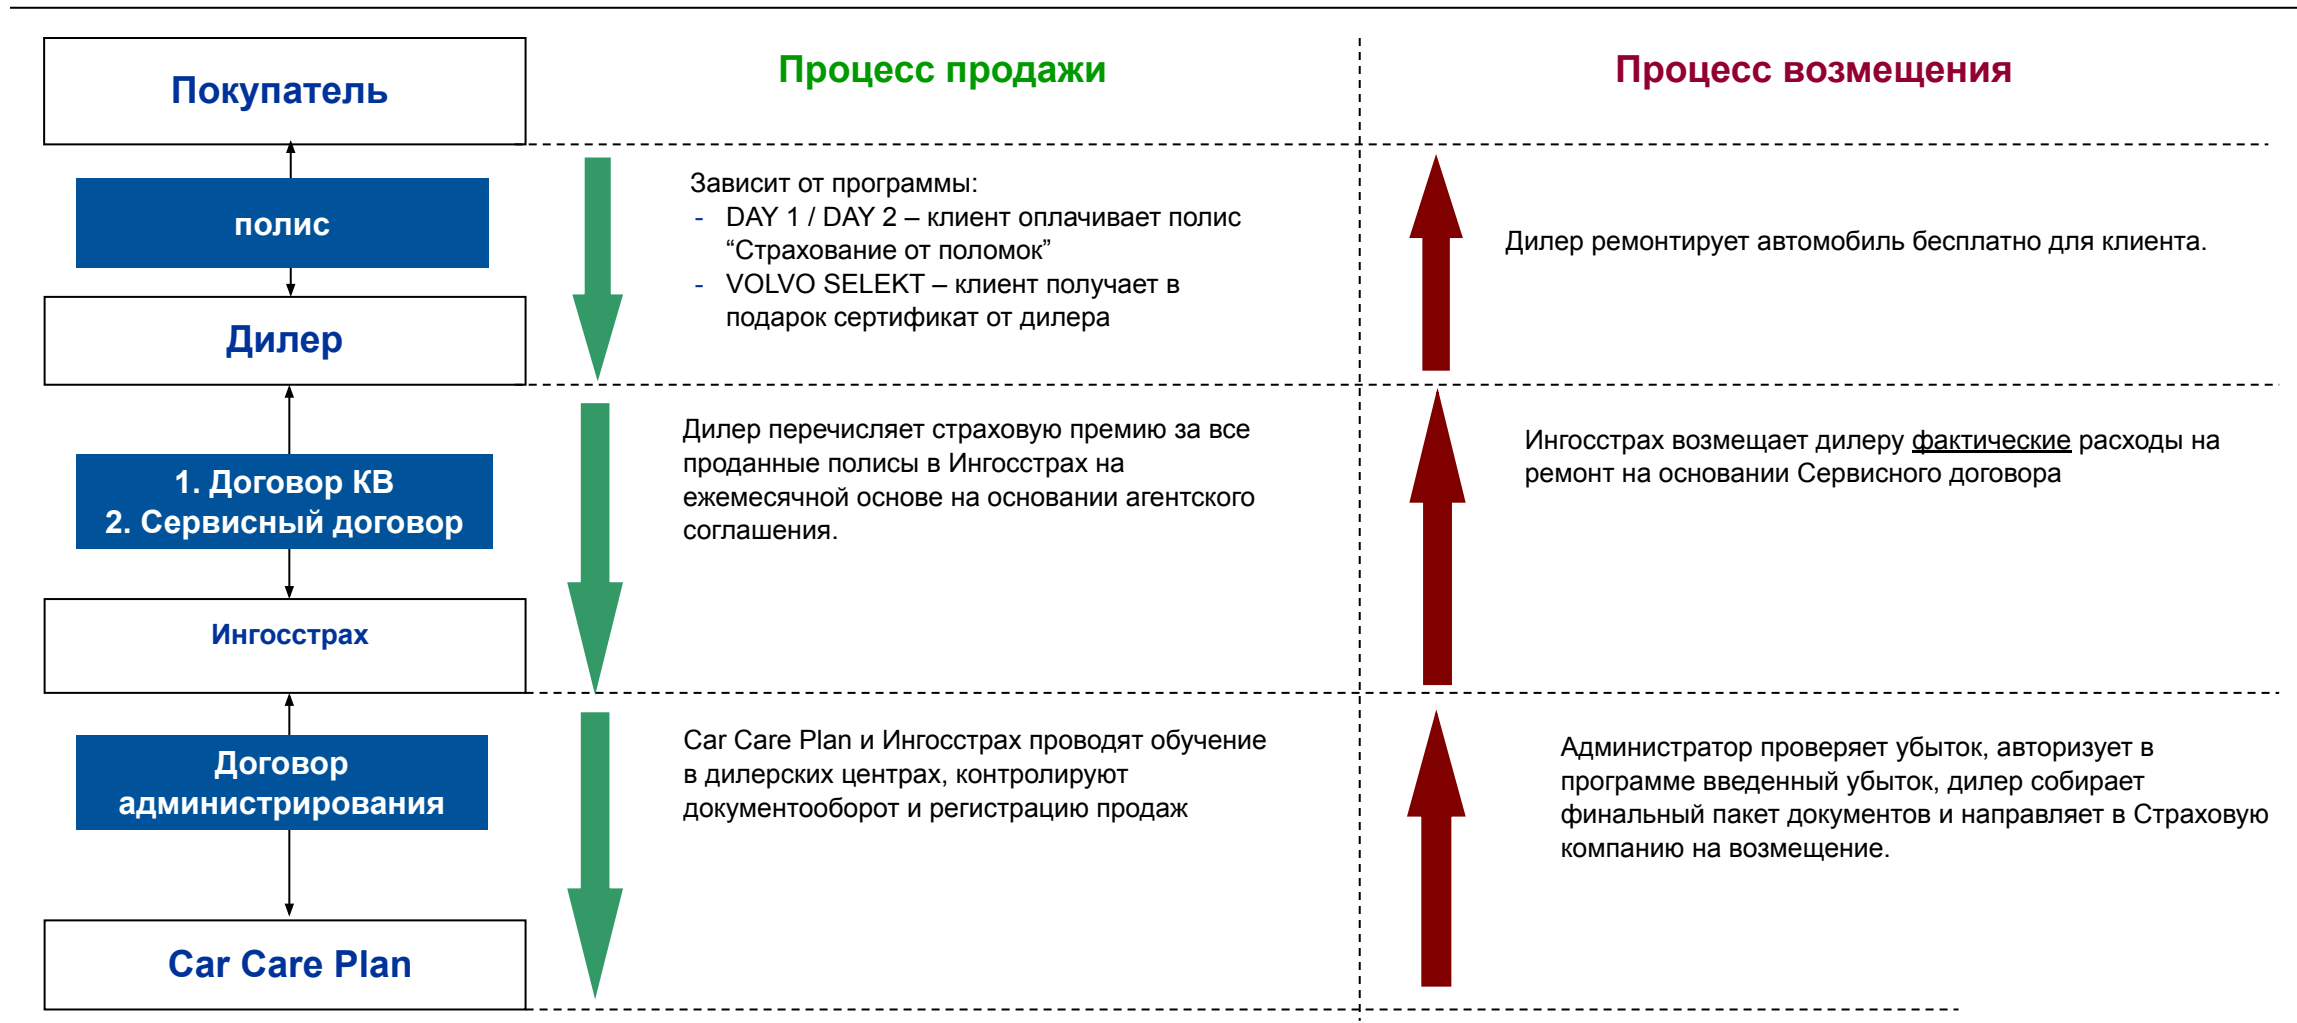 Покупатель
Процесс продажи
Процесс возмещения
полис
Зависит от программы:
- DAY 1 / DAY 2 – клиент оплачивает полис
“Страхование от поломок”
- VOLVO SELEKT – клиент получает в
подарок сертификат от дилера
Дилер ремонтирует автомобиль бесплатно для клиента.
Дилер
1. Договор КВ
2. Сервисный договор
Дилер перечисляет страховую премию за все
проданные полисы в Ингосстрах на
ежемесячной основе на основании агентского
соглашения.
Ингосстрах возмещает дилеру фактические расходы на
ремонт на основании Сервисного договора
Ингосстрах
Договор
администрирования
Car Care Plan и Ингосстрах проводят обучение
в дилерских центрах, контролируют
документооборот и регистрацию продаж
Администратор проверяет убыток, авторизует в
программе введенный убыток, дилер собирает
финальный пакет документов и направляет в Страховую
компанию на возмещение.
Car Care Plan